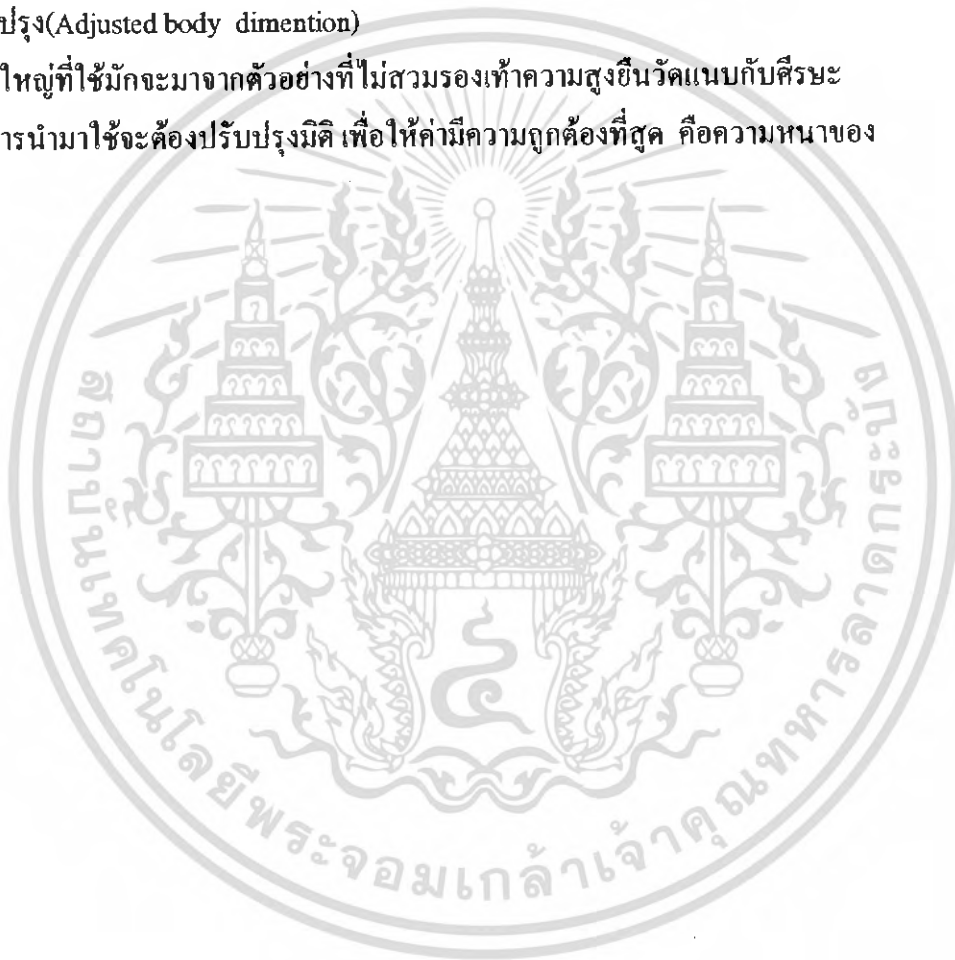 ปรุง(Adjusted body dimention)
ใหญ่ที่ใช้มักจะมาจากตัวอย่างที่ไม่สวมรองเท้าความสูงยืนวัดแนบกับศีรษะ
ารนำมาใช้จะต้องปรับปรุงมิติ เพื่อให้ค่ามีความถูกต้องที่สุด คือความหนาของ
สถาบันเทคโนโลยีพระจอมเกล้าเจ้าคุณทหารลาดกระบัง